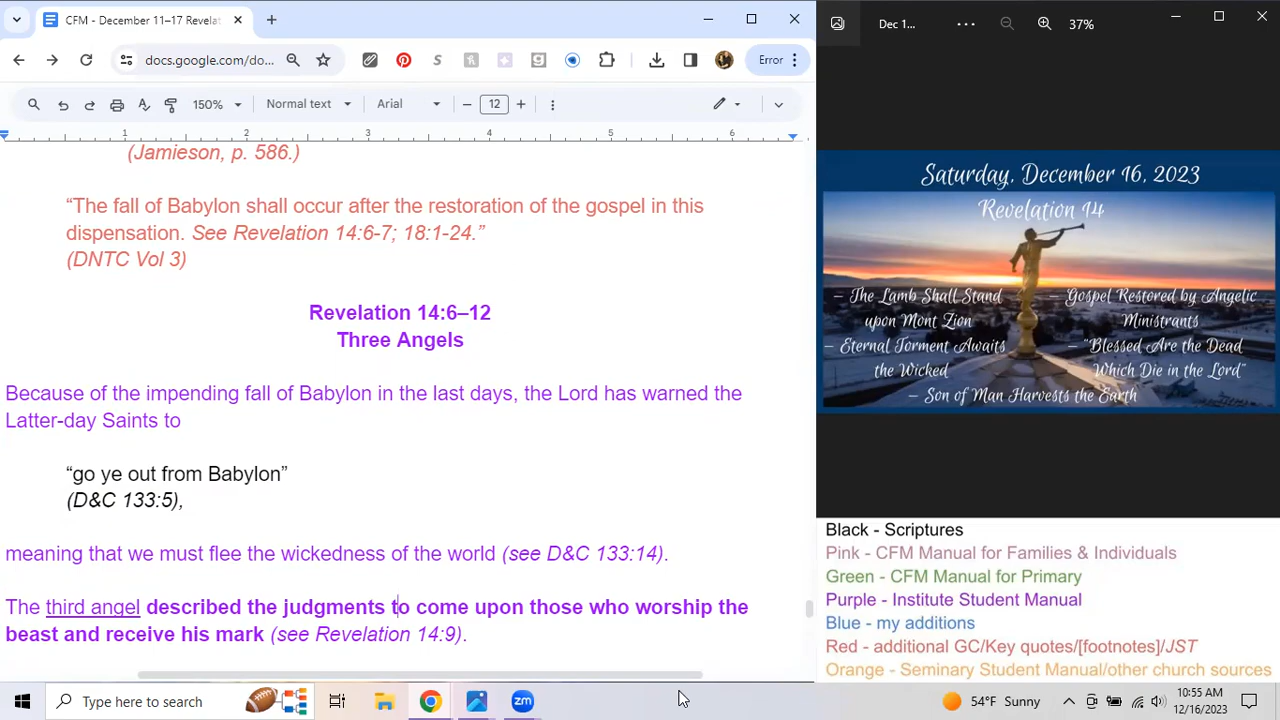 CFM - December 11–17 Revelat
docs.google.com/do...
Error
150%
Normal text
Arial
12
1 2 3 4 5 6
(Jamieson, p. 586.)
“The fall of Babylon shall occur after the restoration of the gospel in this
dispensation. See Revelation 14:6-7; 18:1-24.”
(DNTC Vol 3)
Revelation 14:6–12
Three Angels
Because of the impending fall of Babylon in the last days, the Lord has warned the
Latter-day Saints to
“go ye out from Babylon”
(D&C 133:5),
meaning that we must flee the wickedness of the world (see D&C 133:14).
The third angel described the judgments to come upon those who worship the
beast and receive his mark (see Revelation 14:9).
Dec 1...
37%
Saturday, December 16, 2023
Revelation 14
– The Lamb Shall Stand
upon Mont Zion
– Eternal Torment Awaits
the Wicked
– Gospel Restored by Angelic
Ministrants
– “Blessed Are the Dead
Which Die in the Lord”
– Son of Man Harvests the Earth
Black - Scriptures
Pink - CFM Manual for Families & Individuals
Green - CFM Manual for Primary
Purple - Institute Student Manual
Blue - my additions
Red - additional GC/Key quotes/[footnotes]/JST
Orange - Seminary Student Manual/other church sources
Type here to search
zm
54°F Sunny
10:55 AM
12/16/2023